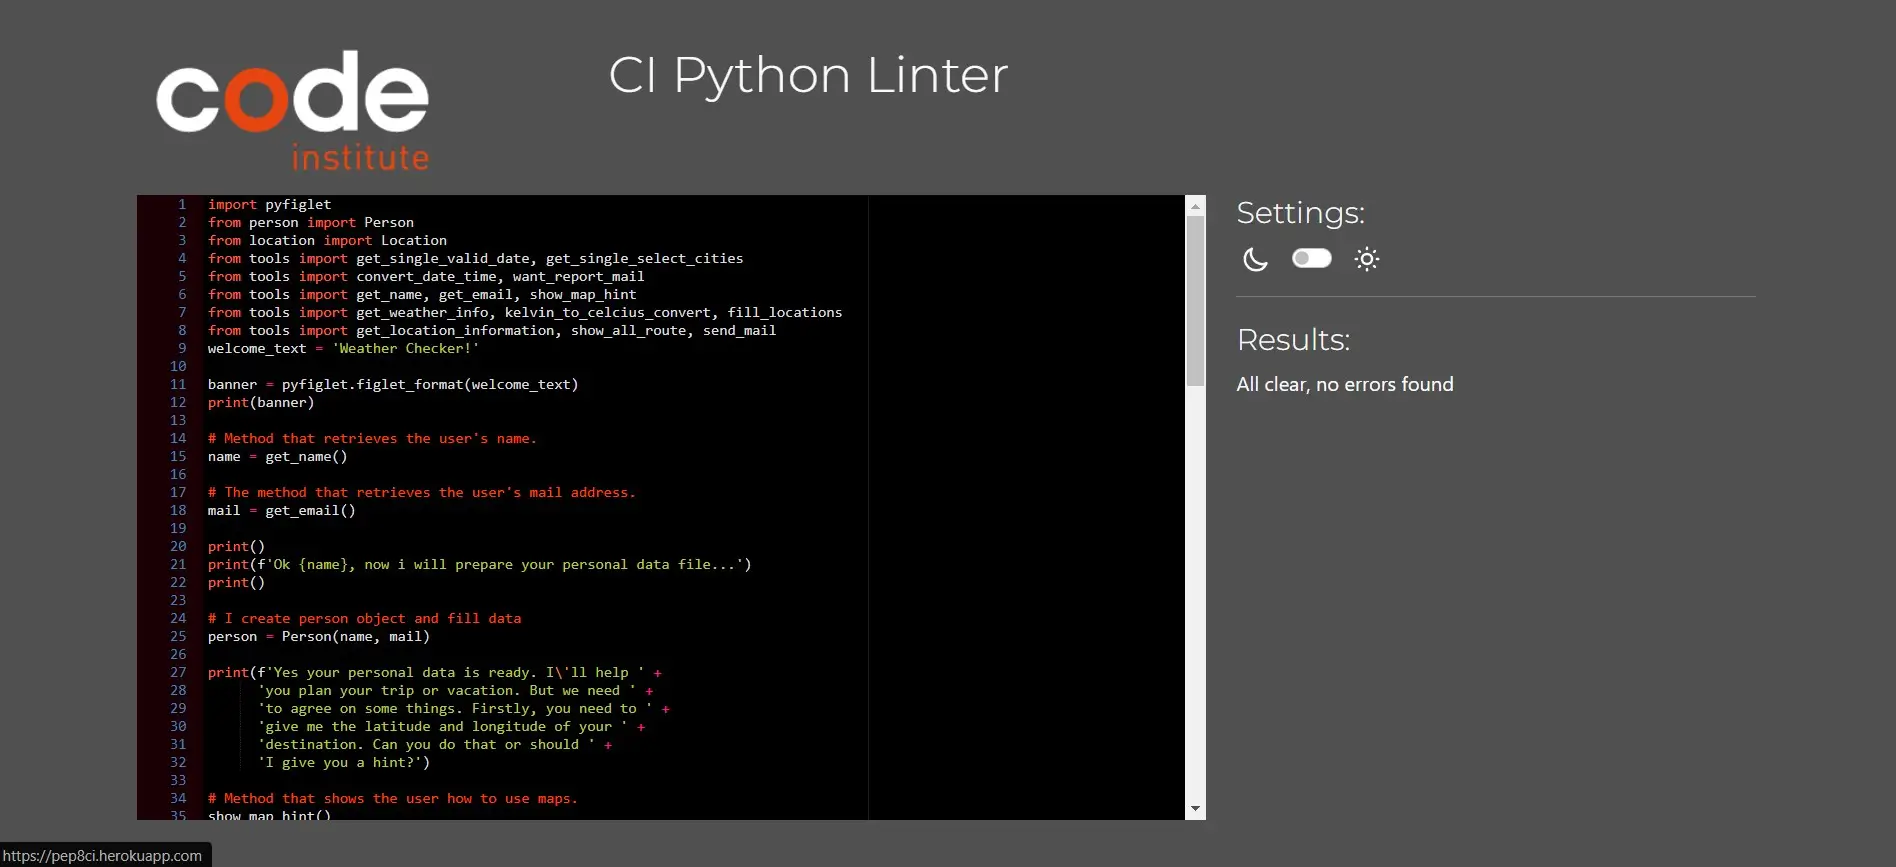 code
institute
CI Python Linter
1 import pyfiglet
2 from person import Person
3 from location import Location
4 from tools import get_single_valid_date, get_single_select_cities
5 from tools import convert_date_time, want_report_mail
6 from tools import get_name, get_email, show_map_hint
7 from tools import get_weather_info, kelvin_to_celcius_convert, fill_locations
8 from tools import get_location_information, show_all_route, send_mail
9 welcome_text = 'Weather Checker!'
10
11 banner = pyfiglet.figlet_format(welcome_text)
12 print(banner)
13
14 # Method that retrieves the user's name.
15 name = get_name()
16
17 # The method that retrieves the user's mail address.
18 mail = get_email()
19
20 print()
21 print(f'Ok {name}, now i will prepare your personal data file...')
22 print()
23
24 # I create person object and fill data
25 person = Person(name, mail)
26
27 print(f'Yes your personal data is ready. I\'ll help ' +
28 'you plan your trip or vacation. But we need ' +
29 'to agree on some things. Firstly, you need to ' +
30 'give me the latitude and longitude of your ' +
31 'destination. Can you do that or should ' +
32 'I give you a hint?')
33
34 # Method that shows the user how to use maps.
35 show_map_hint()
Settings:
Results:
All clear, no errors found
https://pep8ci.herokuapp.com